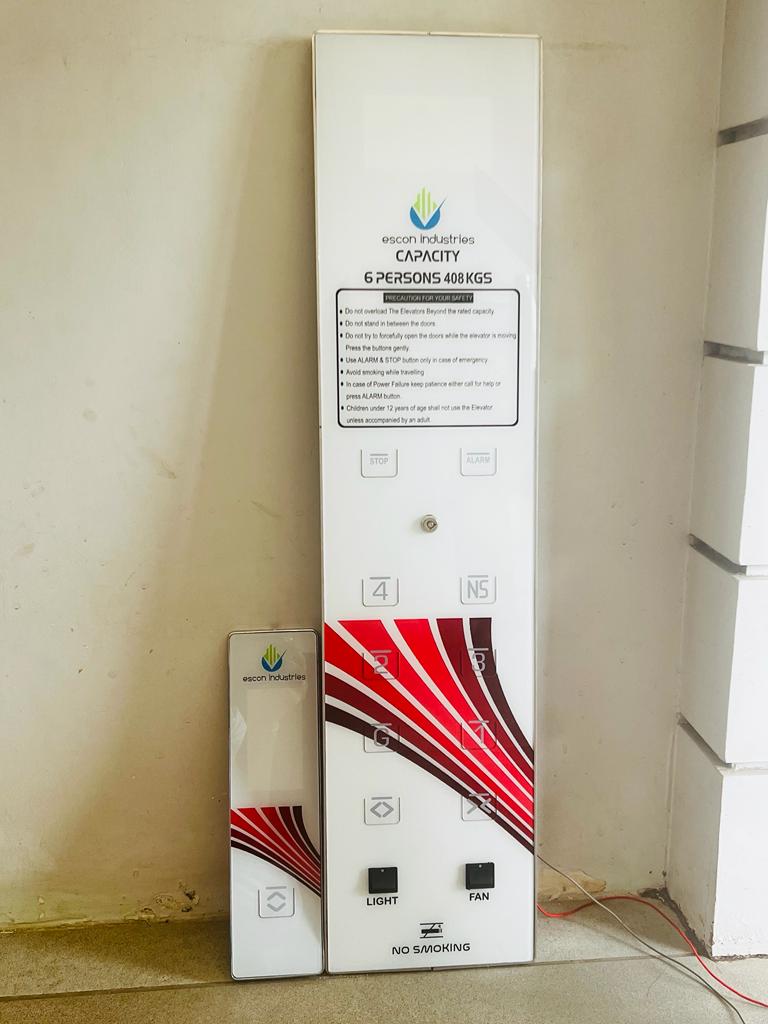 escon industries
CAPACITY
6 PERSONS 408 KGS
PRECAUTION FOR YOUR SAFETY
• Do not overload The Elevators Beyond the rated capacity.
• Do not stand in between the doors.
• Do not try to forcefully open the doors while the elevator is moving
Press the buttons gently.
• Use ALARM & STOP button only in case of emergency.
• Avoid smoking while travelling
• In case of Power Failure keep patience either call for help or
press ALARM button.
• Children under 12 years of age shall not use the Elevator
unless accompanied by an adult.
STOP ALARM
4 NS
2 3
G 1
<> ><
LIGHT FAN
NO SMOKING
escon industries